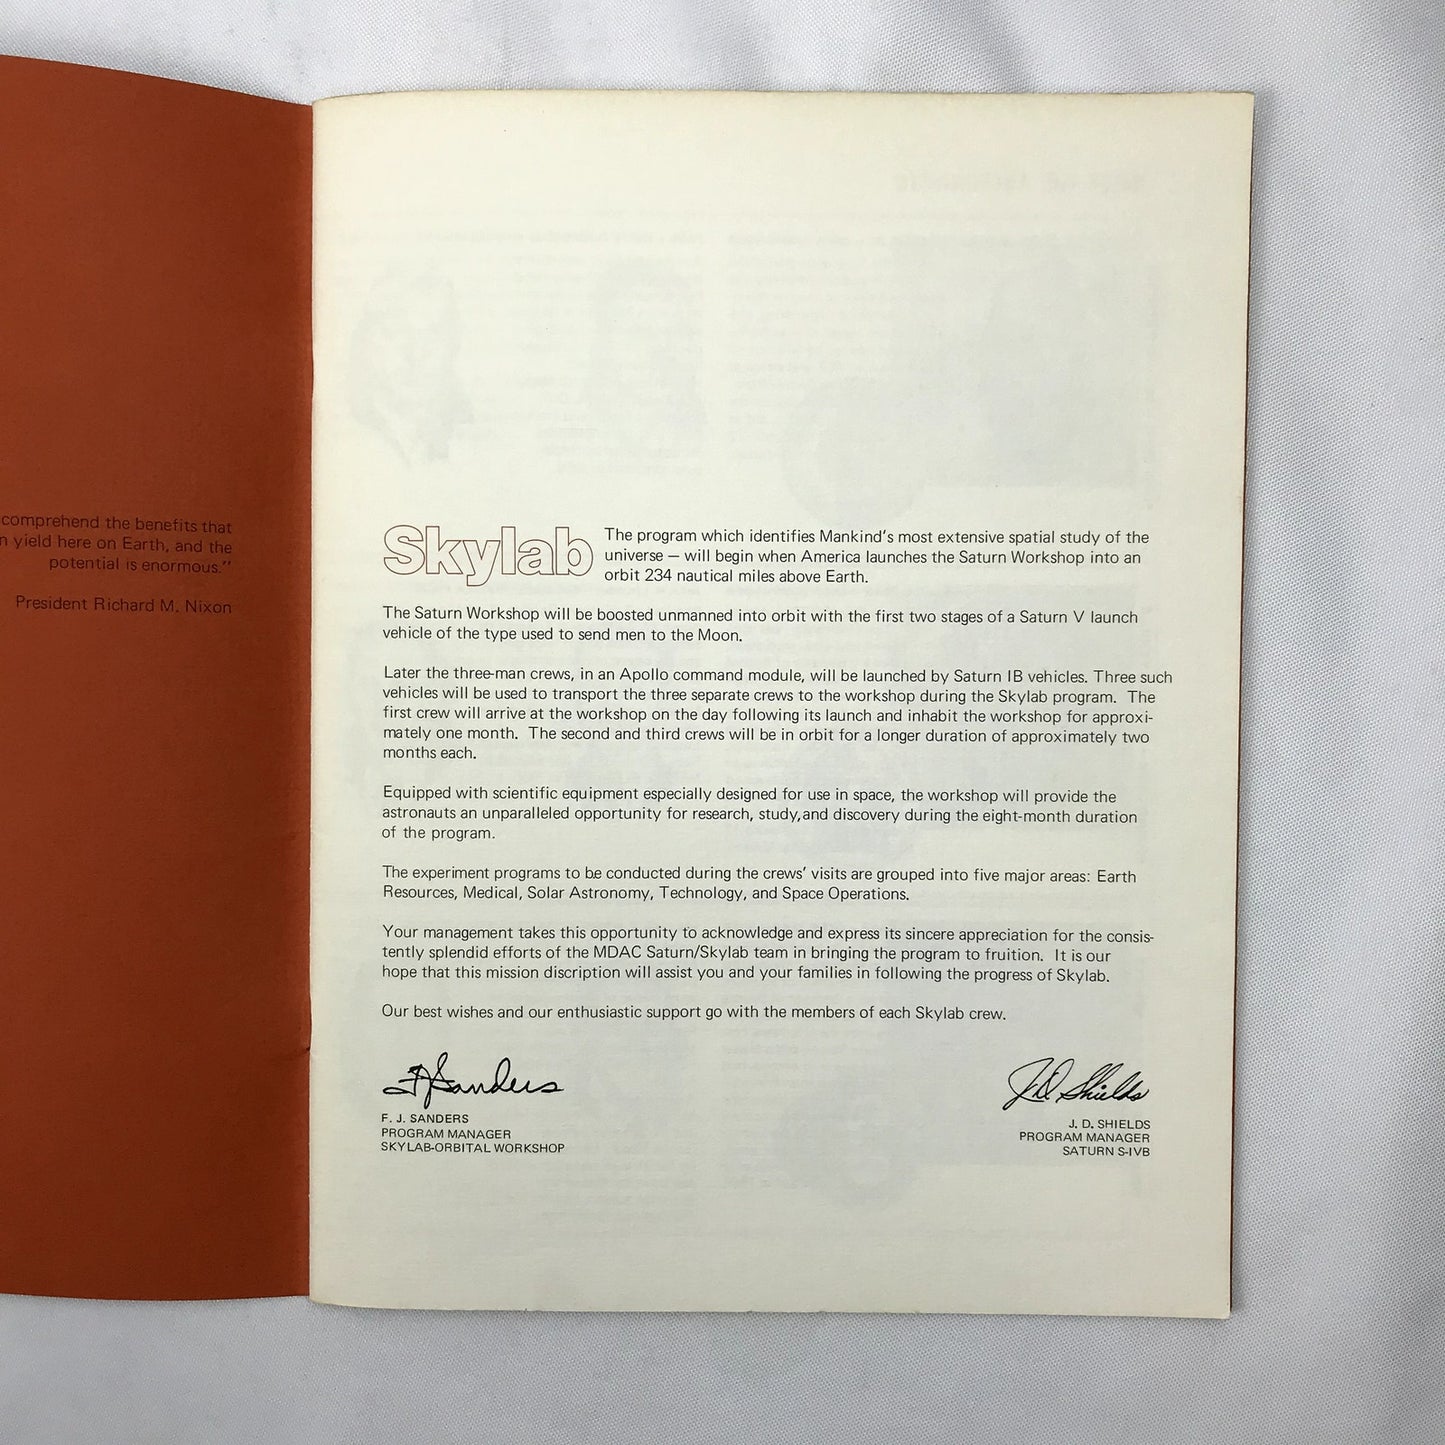 comprehend the benefits that
yield here on Earth, and the
potential is enormous."
President Richard M. Nixon
Skylab The program which identifies Mankind's most extensive spatial study of the
universe — will begin when America launches the Saturn Workshop into an
orbit 234 nautical miles above Earth.
The Saturn Workshop will be boosted unmanned into orbit with the first two stages of a Saturn V launch
vehicle of the type used to send men to the Moon.
Later the three-man crews, in an Apollo command module, will be launched by Saturn IB vehicles. Three such
vehicles will be used to transport the three separate crews to the workshop during the Skylab program. The
first crew will arrive at the workshop on the day following its launch and inhabit the workshop for approxi-
mately one month. The second and third crews will be in orbit for a longer duration of approximately two
months each.
Equipped with scientific equipment especially designed for use in space, the workshop will provide the
astronauts an unparalleled opportunity for research, study,and discovery during the eight-month duration
of the program.
The experiment programs to be conducted during the crews' visits are grouped into five major areas: Earth
Resources, Medical, Solar Astronomy, Technology, and Space Operations.
Your management takes this opportunity to acknowledge and express its sincere appreciation for the consis-
tently splendid efforts of the MDAC Saturn/Skylab team in bringing the program to fruition. It is our
hope that this mission discription will assist you and your families in following the progress of Skylab.
Our best wishes and our enthusiastic support go with the members of each Skylab crew.
FJ Sanders
F. J. SANDERS
PROGRAM MANAGER
SKYLAB-ORBITAL WORKSHOP
J D Shields
J. D. SHIELDS
PROGRAM MANAGER
SATURN S-IVB